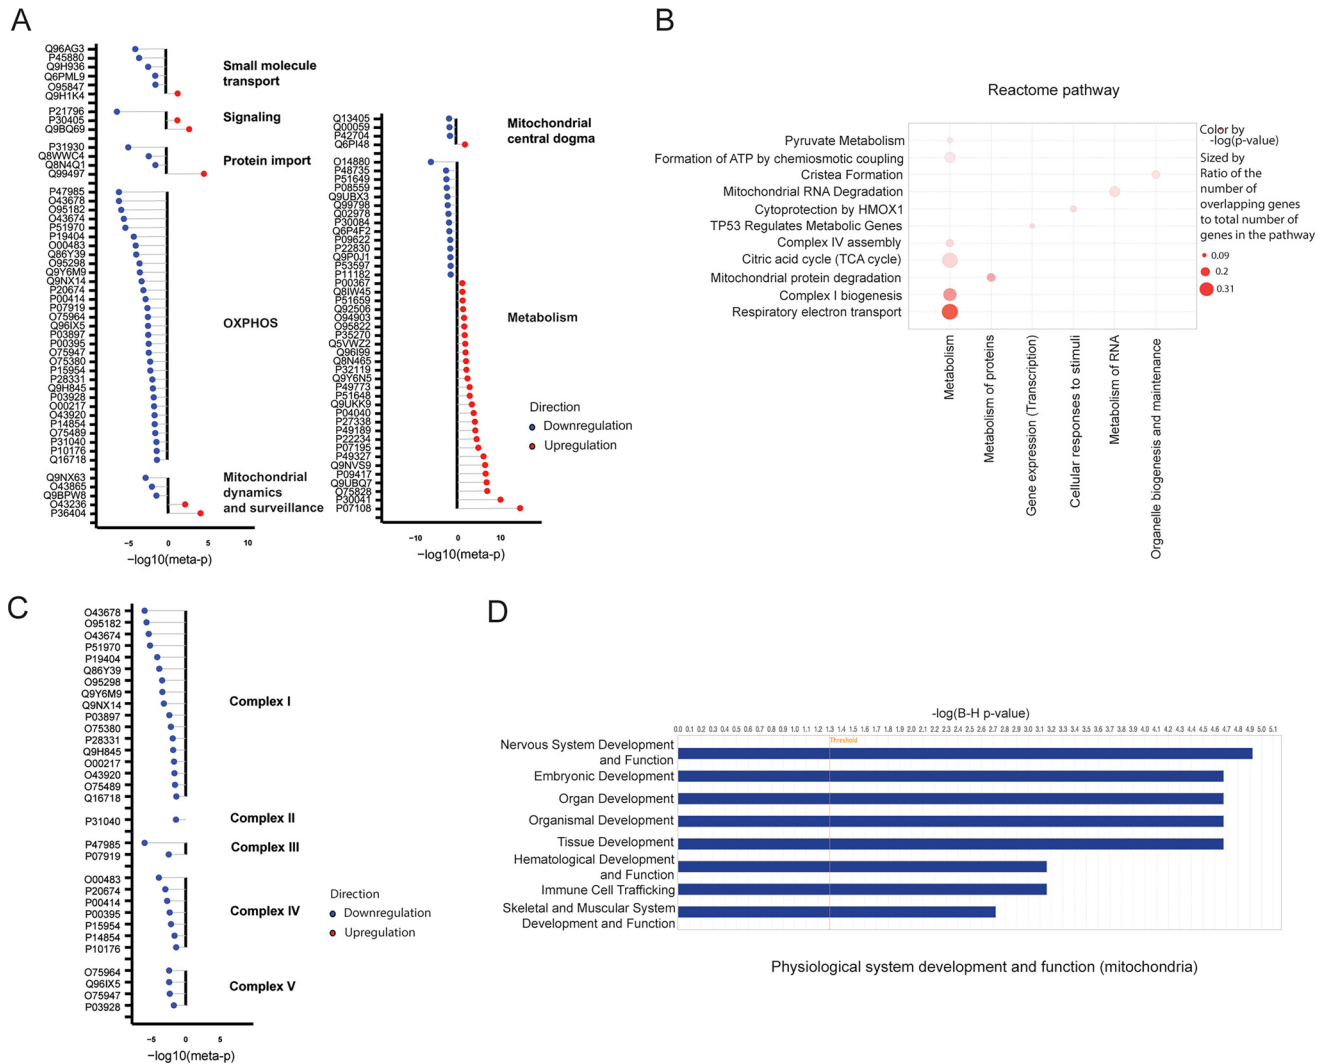 A
Q96AG3
P45880
Q9H936
Q6PML9
O95847
Q9H1K4
Small molecule
transport
P21796
P30405
Q9BQ69
Signaling
P31930
Q8WWC4
Q8N4Q1
Q99497
Protein import
P47985
O43678
O95182
O43674
P51970
P19404
O00483
Q86Y39
O95298
Q9Y6M9
Q9NX14
P20674
P00414
P07919
O75964
Q96IX5
P03897
P00395
O75947
O75380
P15954
P28331
Q9H845
P03928
O00217
O43920
P14854
O75489
P31040
P10176
Q16718
OXPHOS
Q9NX63
O43865
Q9BPW8
O43236
P36404
Mitochondrial
dynamics
and surveillance
−5 0 5 10
−log10(meta-p)
Q13405
Q00059
P42704
Q6PI48
Mitochondrial
central dogma
O14880
P48735
P51649
P08559
Q9UBX3
Q99798
Q02978
P30084
Q6P4F2
P09622
P22830
Q9P0J1
P53597
P11182
P00367
Q8IW45
P51659
Q92506
O94903
O95822
P35270
Q5VWZ2
Q96I99
Q8N465
P32119
Q9Y6N5
P49773
P51648
Q9UKK9
P04040
P27338
P49189
P22234
P07195
P49327
Q9NVS9
P09417
Q9UBQ7
O75828
P30041
P07108
Metabolism
Direction
Downregulation
Upregulation
−10 0 10
−log10(meta-p)
B
Reactome pathway
Pyruvate Metabolism
Formation of ATP by chemiosmotic coupling
Cristea Formation
Mitochondrial RNA Degradation
Cytoprotection by HMOX1
TP53 Regulates Metabolic Genes
Complex IV assembly
Citric acid cycle (TCA cycle)
Mitochondrial protein degradation
Complex I biogenesis
Respiratory electron transport
Metabolism
Metabolism of proteins
Gene expression (Transcription)
Cellular responses to stimuli
Metabolism of RNA
Organelle biogenesis and maintenance
Color by
-log(p-value)
Sized by
Ratio of the
number of
overlapping genes
to total number of
genes in the pathway
0.09
0.2
0.31
C
O43678
O95182
O43674
P51970
P19404
Q86Y39
O95298
Q9Y6M9
Q9NX14
P03897
O75380
P28331
Q9H845
O00217
O43920
O75489
Q16718
Complex I
P31040
Complex II
P47985
P07919
Complex III
O00483
P20674
P00414
P00395
P15954
P14854
P10176
Complex IV
O75964
Q96IX5
O75947
P03928
Complex V
−5 0 5
−log10(meta-p)
Direction
Downregulation
Upregulation
D
-log(B-H p-value)
0.0 0.1 0.2 0.3 0.4 0.5 0.6 0.7 0.8 0.9 1.0 1.1 1.2 1.3 1.4 1.5 1.6 1.7 1.8 1.9 2.0 2.1 2.2 2.3 2.4 2.5 2.6 2.7 2.8 2.9 3.0 3.1 3.2 3.3 3.4 3.5 3.6 3.7 3.8 3.9 4.0 4.1 4.2 4.3 4.4 4.5 4.6 4.7 4.8 4.9 5.0 5.1
Threshold
Nervous System Development
and Function
Embryonic Development
Organ Development
Organismal Development
Tissue Development
Hematological Development
and Function
Immune Cell Trafficking
Skeletal and Muscular System
Development and Function
Physiological system development and function (mitochondria)